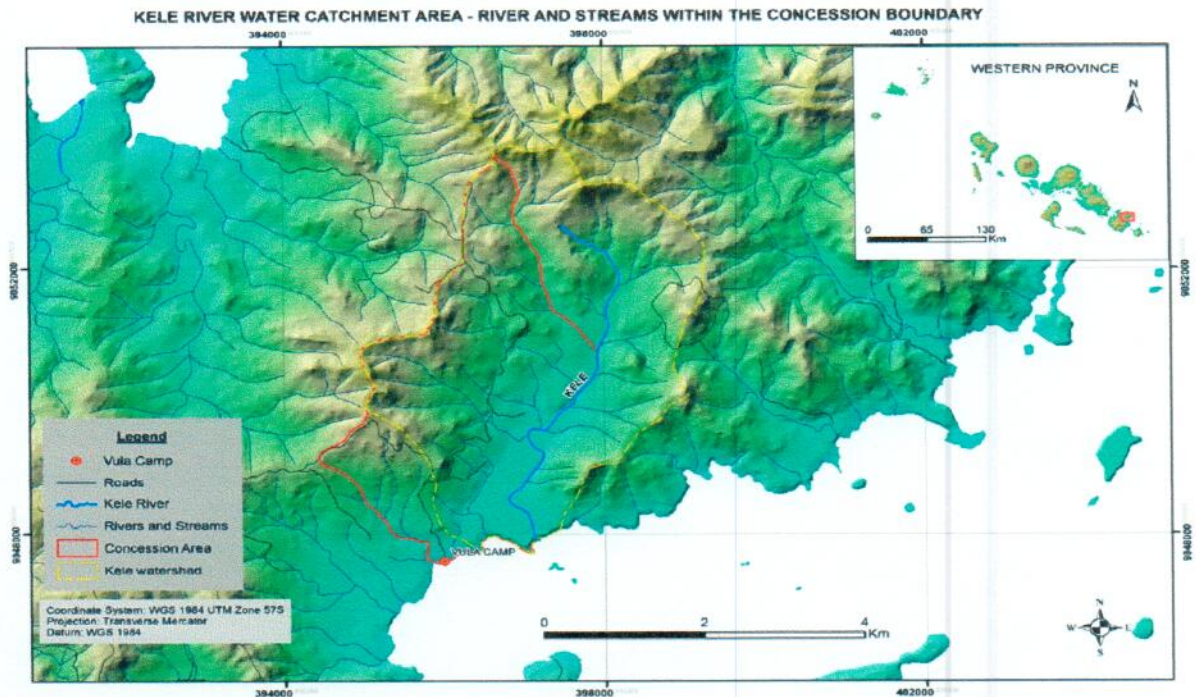 KELE RIVER WATER CATCHMENT AREA - RIVER AND STREAMS WITHIN THE CONCESSION BOUNDARY
394000 398000 402000
WESTERN PROVINCE
N
0 65 130
Km
9852000 9852000
KELE
Legend
Vula Camp
Roads
Kele River
Rivers and Streams
Concession Area
Kele watershed
9848000 9848000
VULA CAMP
Coordinate System: WGS 1984 UTM Zone 57S
Projection: Transverse Mercator
Datum: WGS 1984
0 2 4
Km
N
W E
S
394000 398000 402000